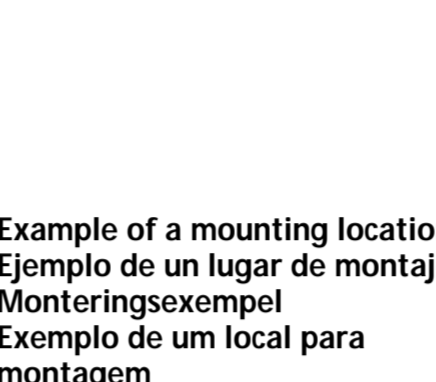 Example of a mounting locatio
Ejemplo de un lugar de montaj
Monteringsexempel
Exemplo de um local para
montagem